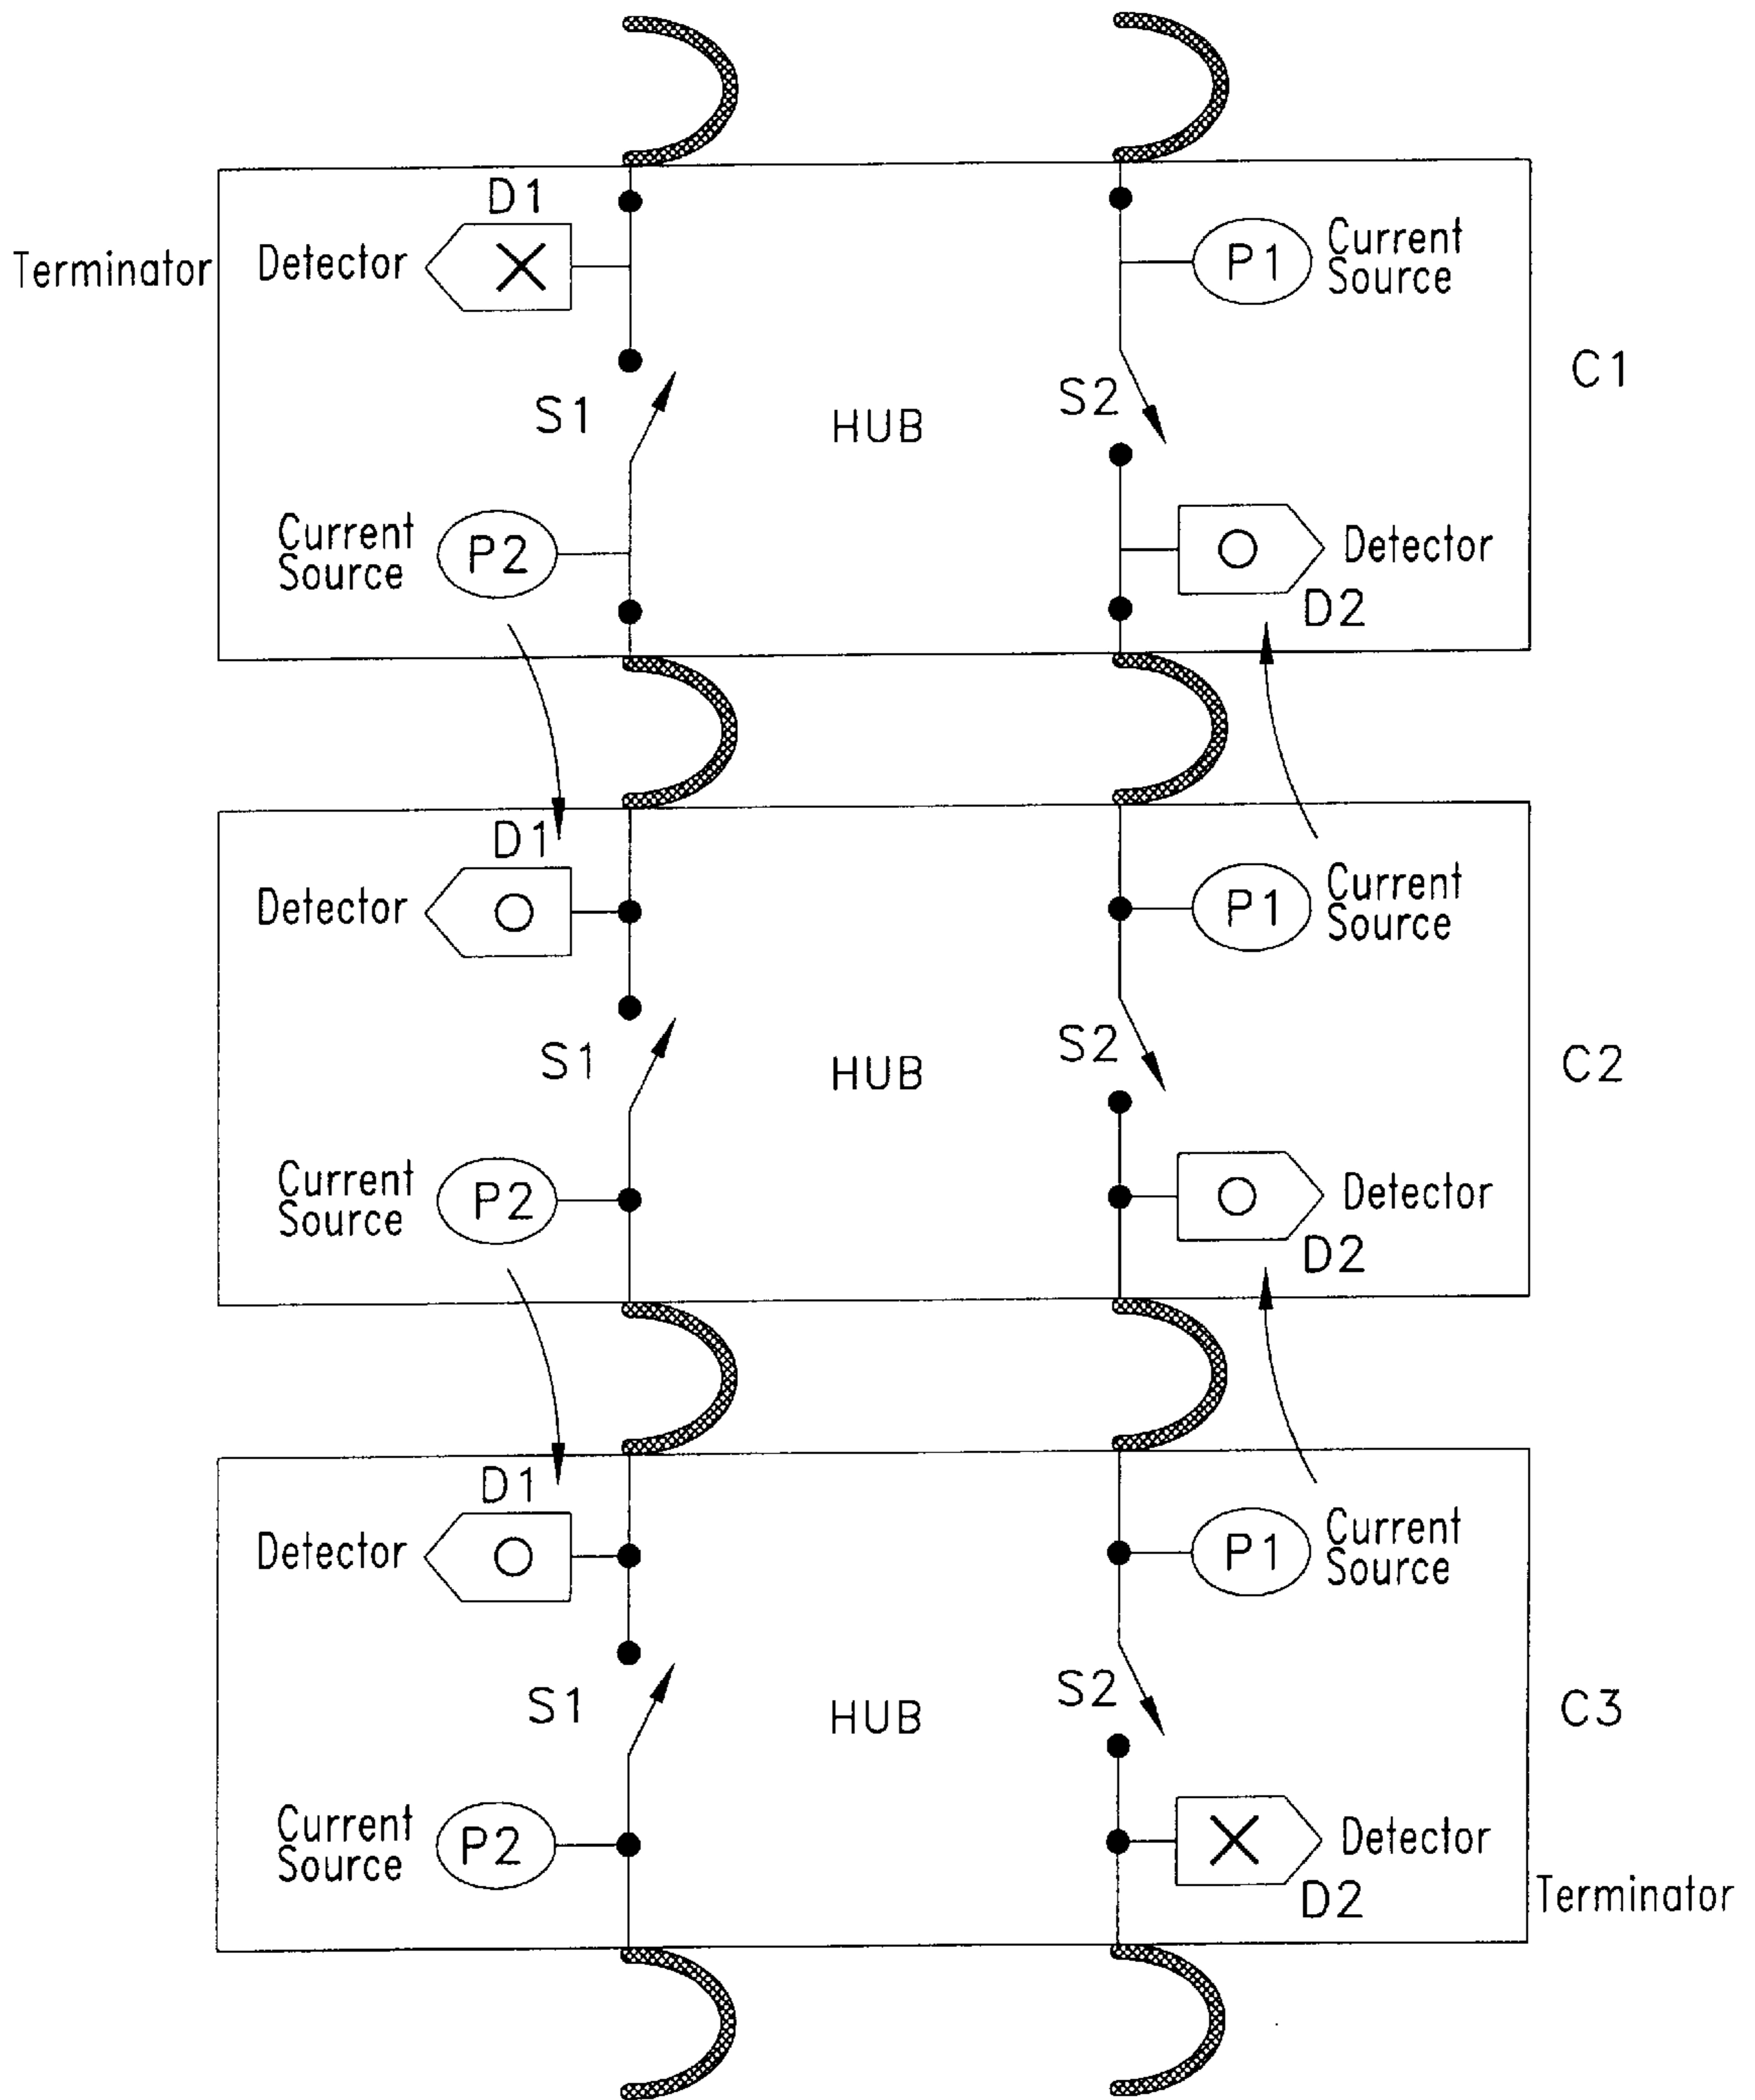 D1
Terminator
Detector
P1
Current
Source
C1
S1
HUB
S2
Current
Source
P2
Detector
D2
D1
Detector
P1
Current
Source
S1
HUB
S2
C2
Current
Source
P2
Detector
D2
D1
Detector
P1
Current
Source
S1
HUB
S2
C3
Current
Source
P2
Detector
D2
Terminator